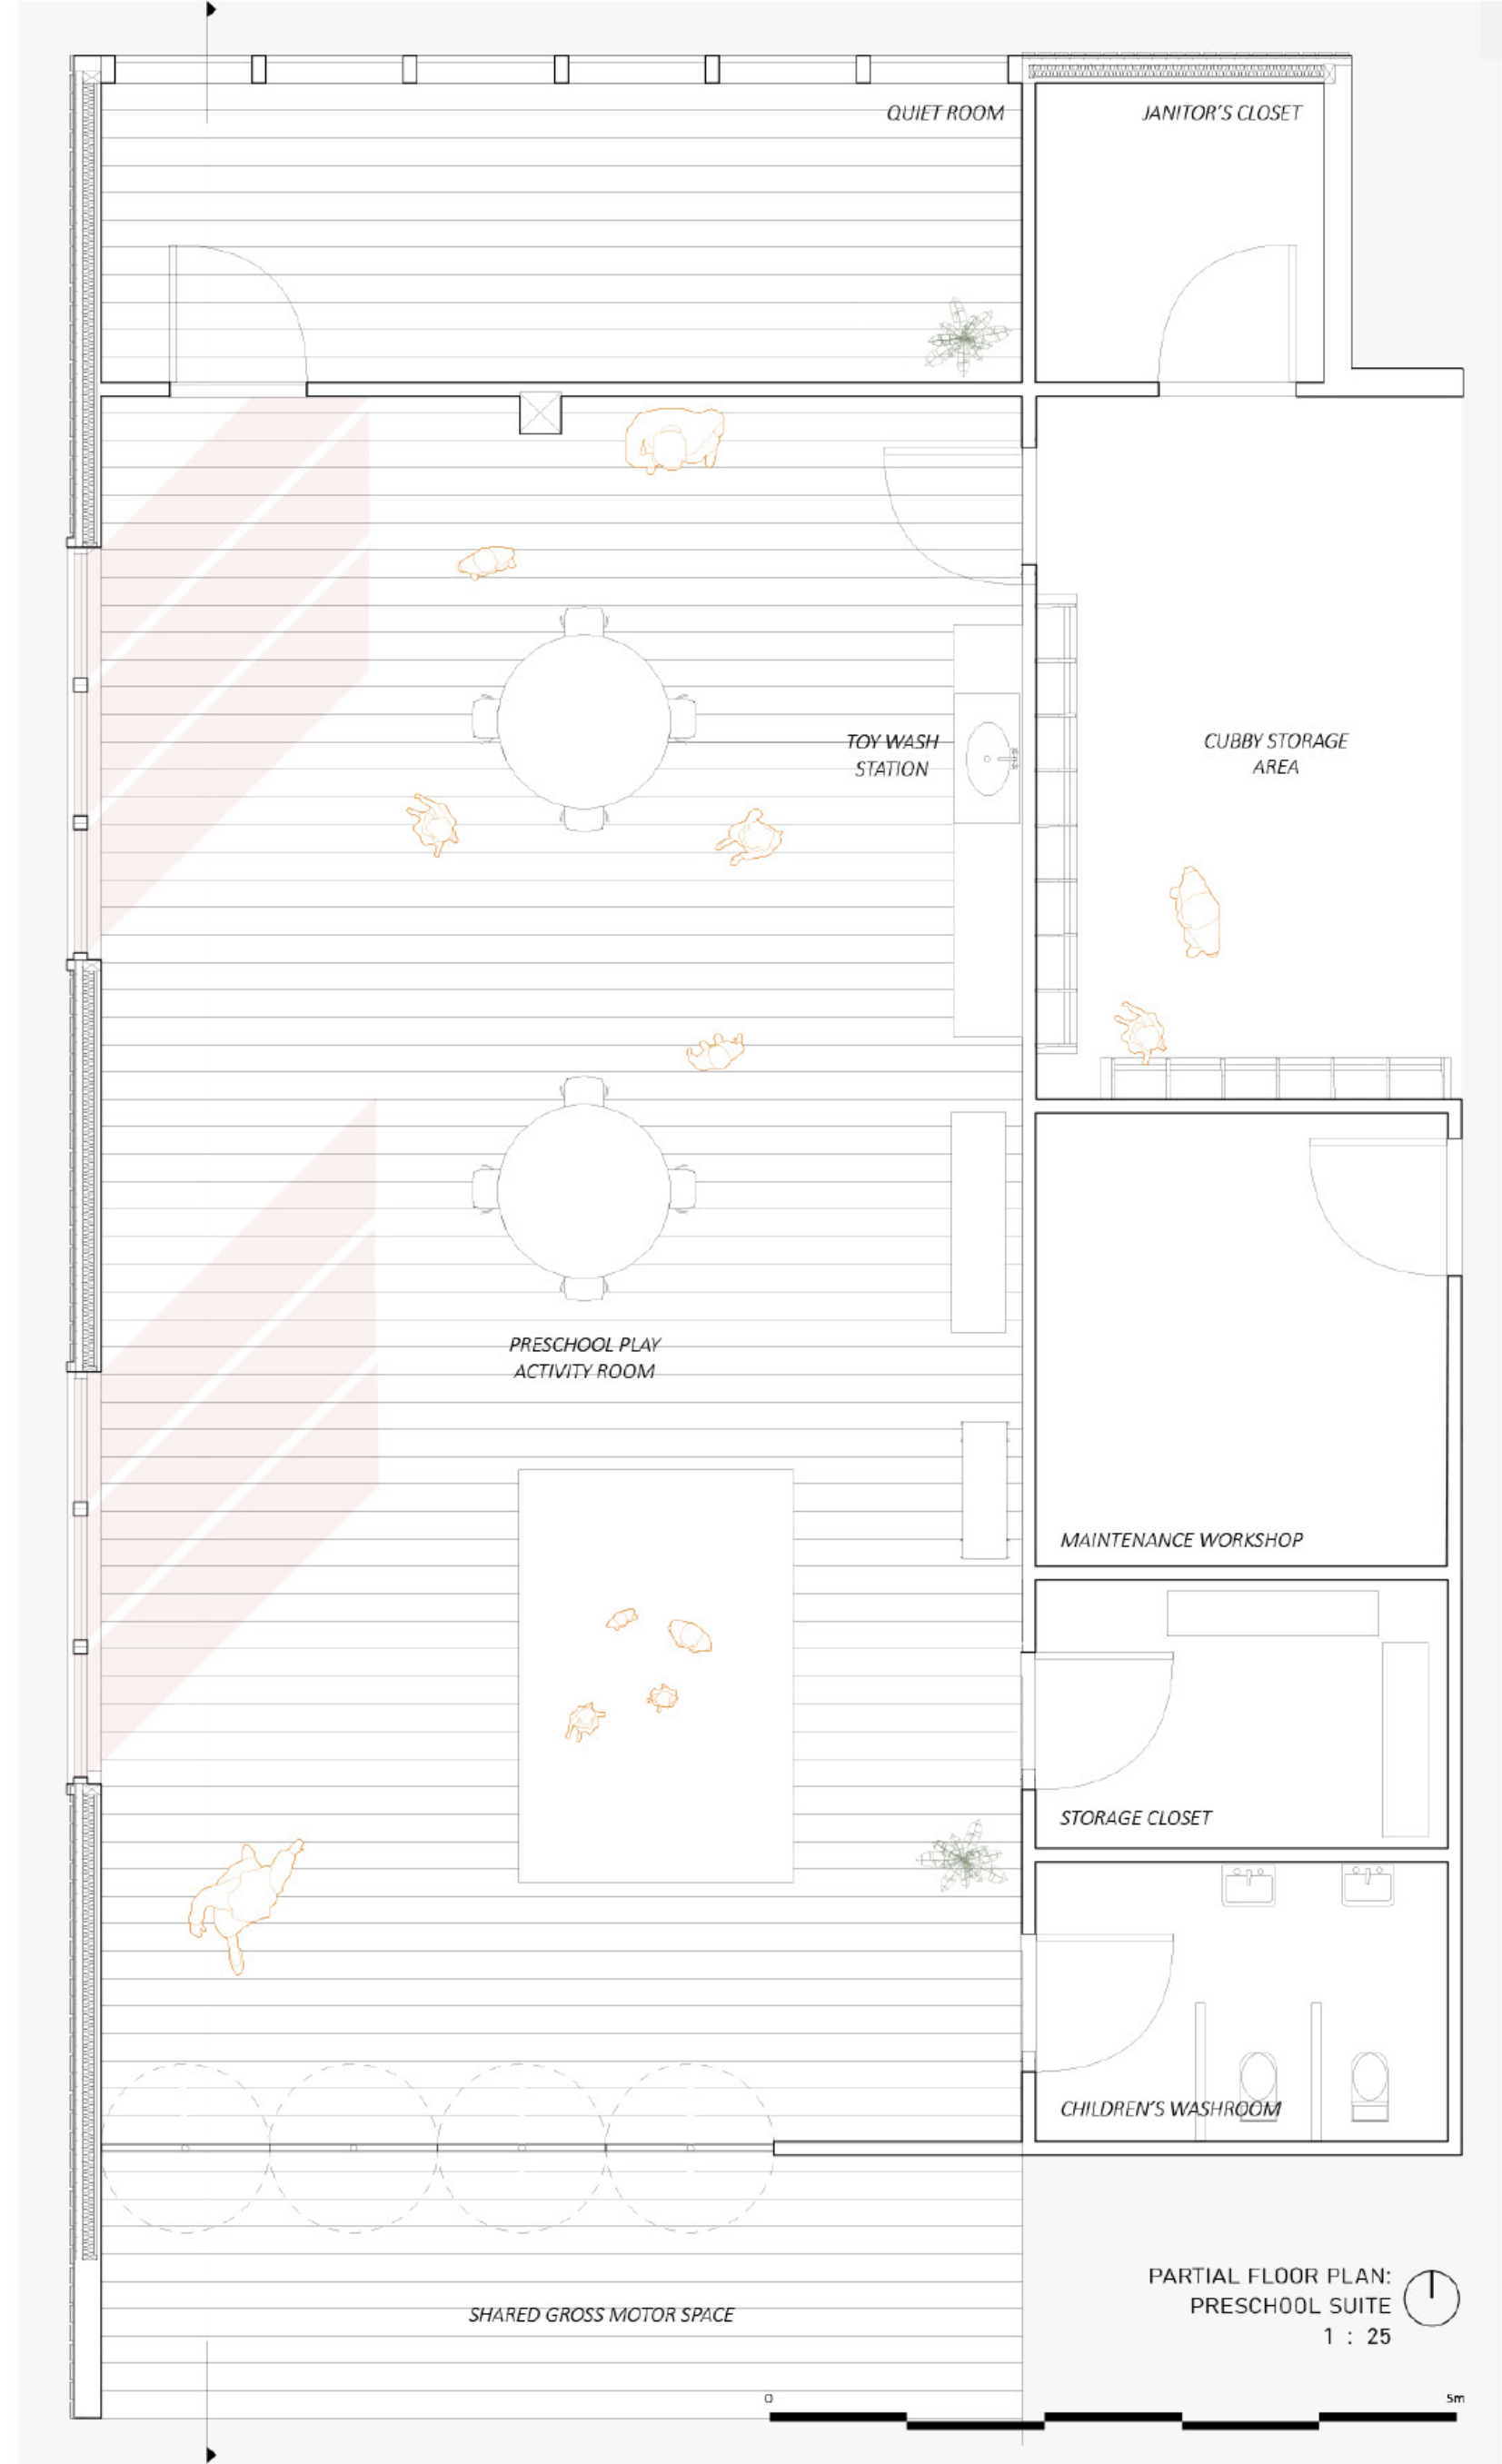 QUIET ROOM
JANITOR'S CLOSET
TOY WASH
STATION
CUBBY STORAGE
AREA
PRESCHOOL PLAY
ACTIVITY ROOM
MAINTENANCE WORKSHOP
STORAGE CLOSET
CHILDREN'S WASHROOM
SHARED GROSS MOTOR SPACE
PARTIAL FLOOR PLAN:
PRESCHOOL SUITE
1 : 25
0
5m